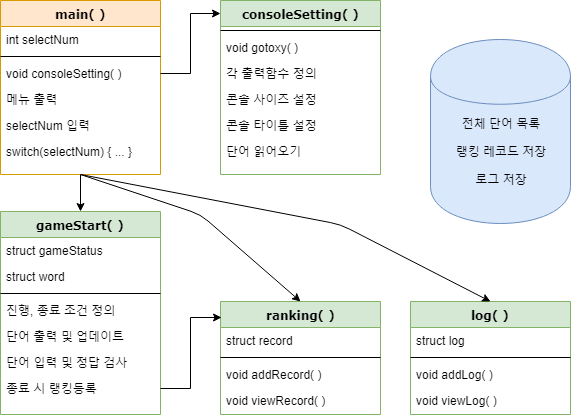 main( )
int selectNum
void consoleSetting( )
메뉴 출력
selectNum 입력
switch(selectNum) { ... }
consoleSetting( )
void gotoxy( )
각 출력함수 정의
콘솔 사이즈 설정
콘솔 타이틀 설정
단어 읽어오기
전체 단어 목록
랭킹 레코드 저장
로그 저장
gameStart( )
struct gameStatus
struct word
진행, 종료 조건 정의
단어 출력 및 업데이트
단어 입력 및 정답 검사
종료 시 랭킹등록
ranking( )
struct record
void addRecord( )
void viewRecord( )
log( )
struct log
void addLog( )
void viewLog( )